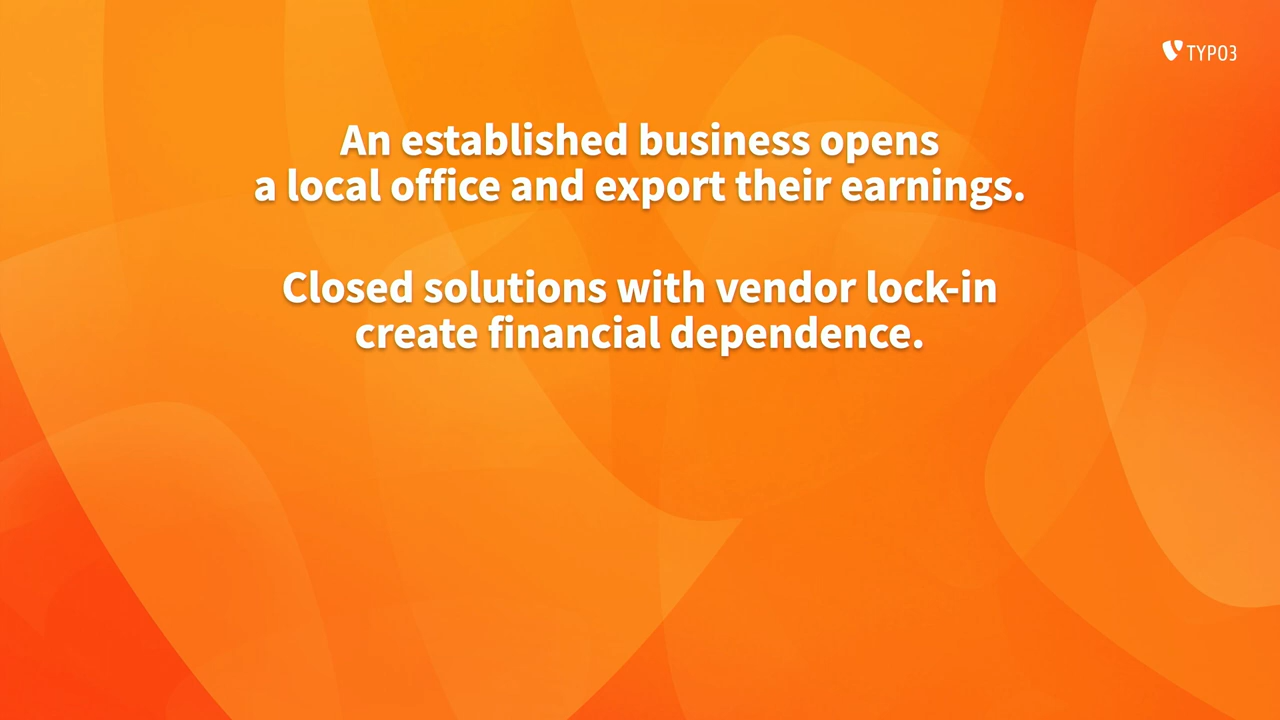 TYPO3
An established business opens
a local office and export their earnings.
Closed solutions with vendor lock-in
create financial dependence.